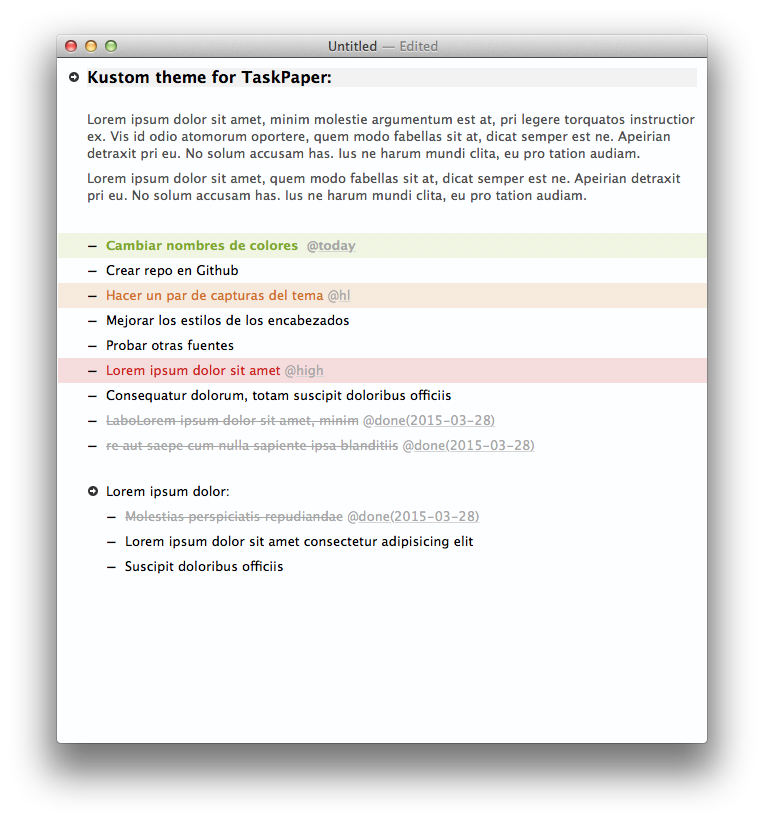 Untitled — Edited
Kustom theme for TaskPaper:
Lorem ipsum dolor sit amet, minim molestie argumentum est at, pri legere torquatos instructior
ex. Vis id odio atomorum oportere, quem modo fabellas sit at, dicat semper est ne. Apeirian
detraxit pri eu. No solum accusam has. Ius ne harum mundi clita, eu pro tation audiam.
Lorem ipsum dolor sit amet, quem modo fabellas sit at, dicat semper est ne. Apeirian detraxit
pri eu. No solum accusam has. Ius ne harum mundi clita, eu pro tation audiam.
– Cambiar nombres de colores @today
– Crear repo en Github
– Hacer un par de capturas del tema @hl
– Mejorar los estilos de los encabezados
– Probar otras fuentes
– Lorem ipsum dolor sit amet @high
– Consequatur dolorum, totam suscipit doloribus officiis
– LaboLorem ipsum dolor sit amet, minim @done(2015-03-28)
– re aut saepe cum nulla sapiente ipsa blanditiis @done(2015-03-28)
Lorem ipsum dolor:
– Molestias perspiciatis repudiandae @done(2015-03-28)
– Lorem ipsum dolor sit amet consectetur adipisicing elit
– Suscipit doloribus officiis